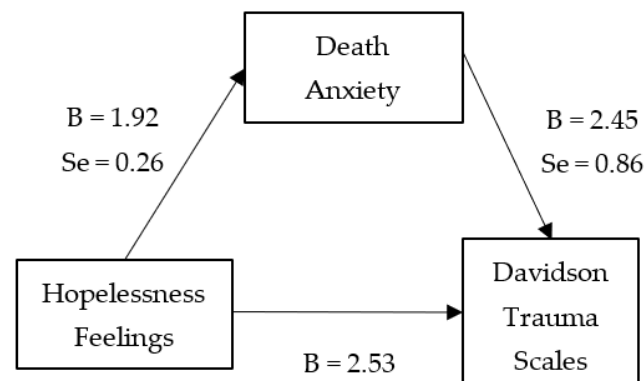 Death
Anxiety
B = 1.92
Se = 0.26
B = 2.45
Se = 0.86
Hopelessness
Feelings
Davidson
Trauma
Scales
B = 2.53